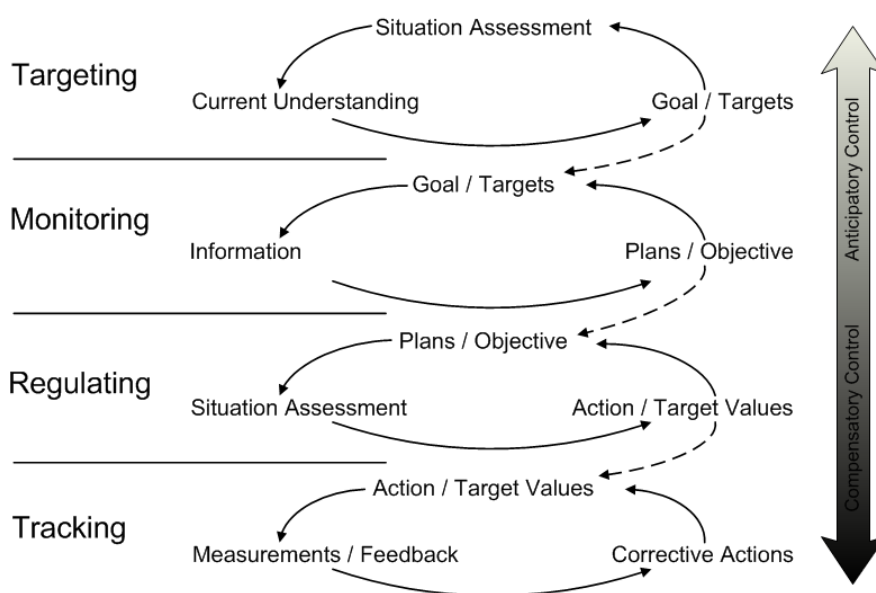 Situation Assessment
Targeting
Current Understanding
Goal / Targets
Goal / Targets
Monitoring
Information
Plans / Objective
Plans / Objective
Regulating
Situation Assessment
Action / Target Values
Action / Target Values
Tracking
Measurements / Feedback
Corrective Actions
Anticipatory Control
Compensatory Control